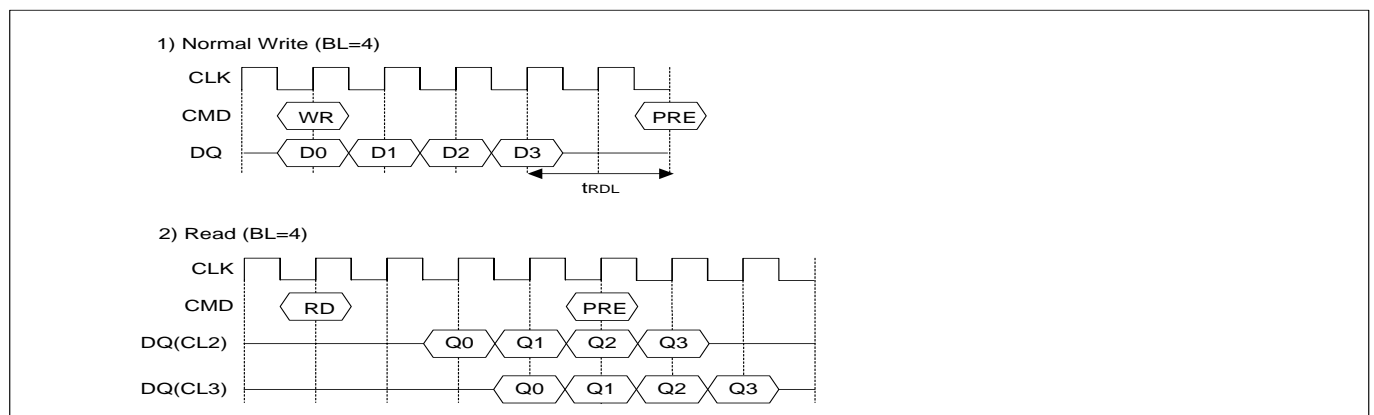 1) Normal Write (BL=4)
CLK
CMD WR PRE
DQ D0 D1 D2 D3
tRDL
2) Read (BL=4)
CLK
CMD RD PRE
DQ(CL2) Q0 Q1 Q2 Q3
DQ(CL3) Q0 Q1 Q2 Q3